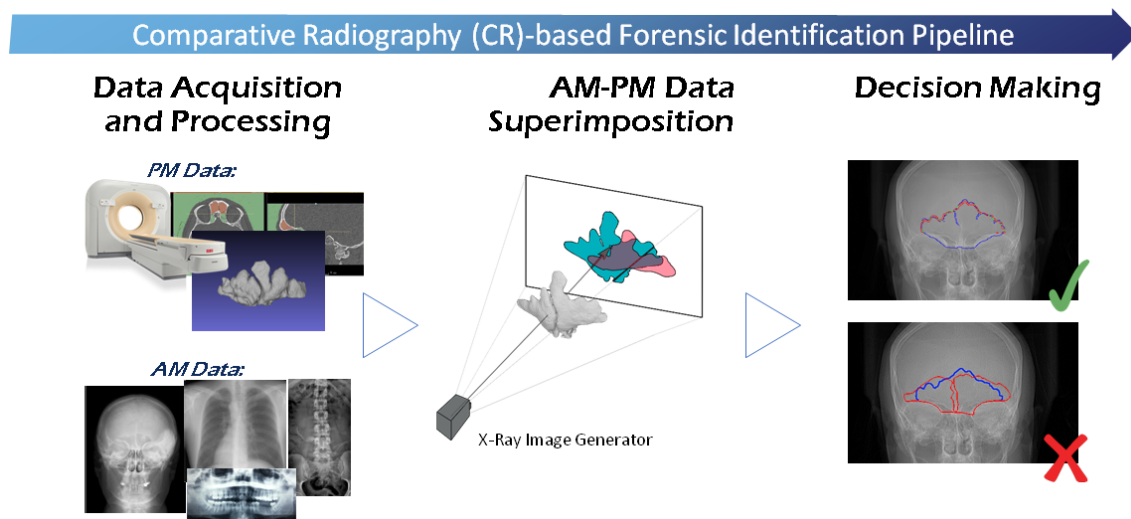 Comparative Radiography (CR)-based Forensic Identification Pipeline
Data Acquisition
and Processing
PM Data:
AM Data:
AM-PM Data
Superimposition
X-Ray Image Generator
Decision Making